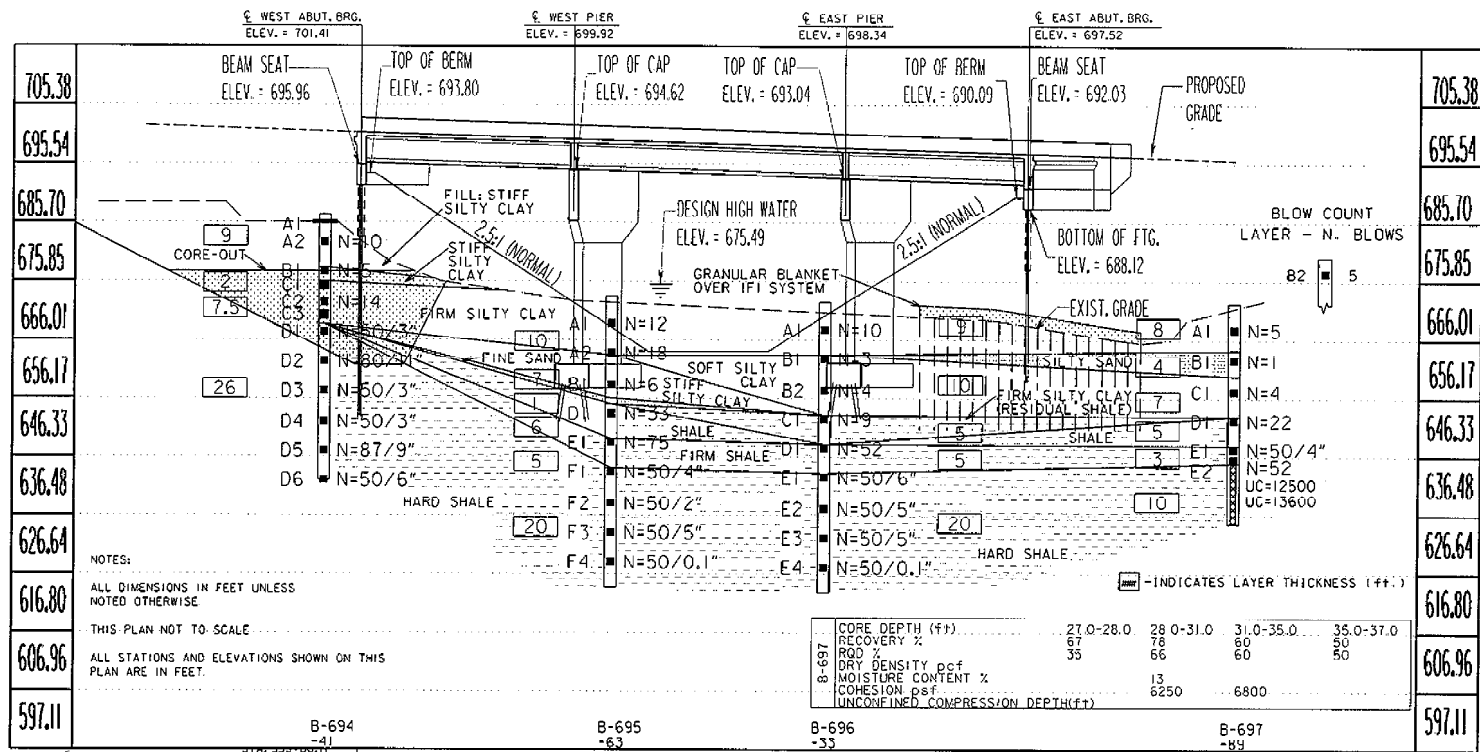 ℄ WEST ABUT. BRG.
ELEV. = 701.41
℄ WEST PIER
ELEV. = 699.92
℄ EAST PIER
ELEV. = 698.34
℄ EAST ABUT. BRG.
ELEV. = 697.52
705.38
695.54
685.70
675.85
666.01
656.17
646.33
636.48
626.64
616.80
606.96
597.11
BEAM SEAT
ELEV. = 695.96
TOP OF BERM
ELEV. = 693.80
TOP OF CAP
ELEV. = 694.62
TOP OF CAP
ELEV. = 693.04
TOP OF BERM
ELEV. = 690.09
BEAM SEAT
ELEV. = 692.03
PROPOSED
GRADE
FILL: STIFF
SILTY CLAY
STIFF
SILTY
CLAY
2.5:1 (NORMAL)
DESIGN HIGH WATER
ELEV. = 675.49
2.5:1 (NORMAL)
BOTTOM OF FTG.
ELEV. = 688.12
BLOW COUNT
LAYER - N. BLOWS
B2 5
CORE-OUT
GRANULAR BLANKET
OVER IFI SYSTEM
EXIST. GRADE
FIRM SILTY CLAY
FINE SAND
SOFT SILTY
CLAY
STIFF
SILTY CLAY
SILTY SAND
FIRM SILTY CLAY
(RESIDUAL SHALE)
SHALE
FIRM SHALE
SHALE
HARD SHALE
HARD SHALE
9
2
7.5
26
A1
A2 N=10
B1 N=5
C1
C2 N=14
C3
D1 N=50/3"
D2
D3 N=50/3"
D4 N=50/3"
D5 N=87/9"
D6 N=50/6"
10
7
1
6
5
20
A1 N=12
A2 N=18
B1 N=6
D N=33
E1 N=75
F1 N=50/4"
F2 N=50/2"
F3 N=50/5"
F4 N=50/0.1"
A1 N=10
B1 N=3
B2 N=4
C1 N=9
D1 N=52
E1 N=50/6"
E2 N=50/5"
E3 N=50/5"
E4 N=50/0.1"
9
10
5
5
20
8
4
7
5
3
10
A1 N=5
B1 N=1
C1 N=4
D1 N=22
E1 N=50/4"
E2 N=52
UC=12500
UC=13600
NOTES:
ALL DIMENSIONS IN FEET UNLESS
NOTED OTHERWISE
THIS PLAN NOT TO SCALE
ALL STATIONS AND ELEVATIONS SHOWN ON THIS
PLAN ARE IN FEET.
-INDICATES LAYER THICKNESS (ft.)
B-697
CORE DEPTH (ft) 27.0-28.0 28.0-31.0 31.0-35.0 35.0-37.0
RECOVERY % 67 78 60 50
RQD % 35 66 60 50
DRY DENSITY pcf
MOISTURE CONTENT % 13
COHESION psf 6250 6800
UNCONFINED COMPRESSION DEPTH(ft)
B-694
-41
B-695
-63
B-696
-33
B-697
-89
705.38
695.54
685.70
675.85
666.01
656.17
646.33
636.48
626.64
616.80
606.96
597.11